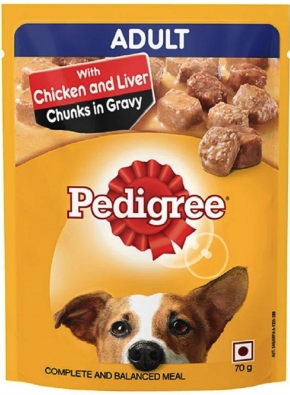 ADULT
With
Chicken and Liver
Chunks in Gravy
Pedigree®
COMPLETE AND BALANCED MEAL
70 g